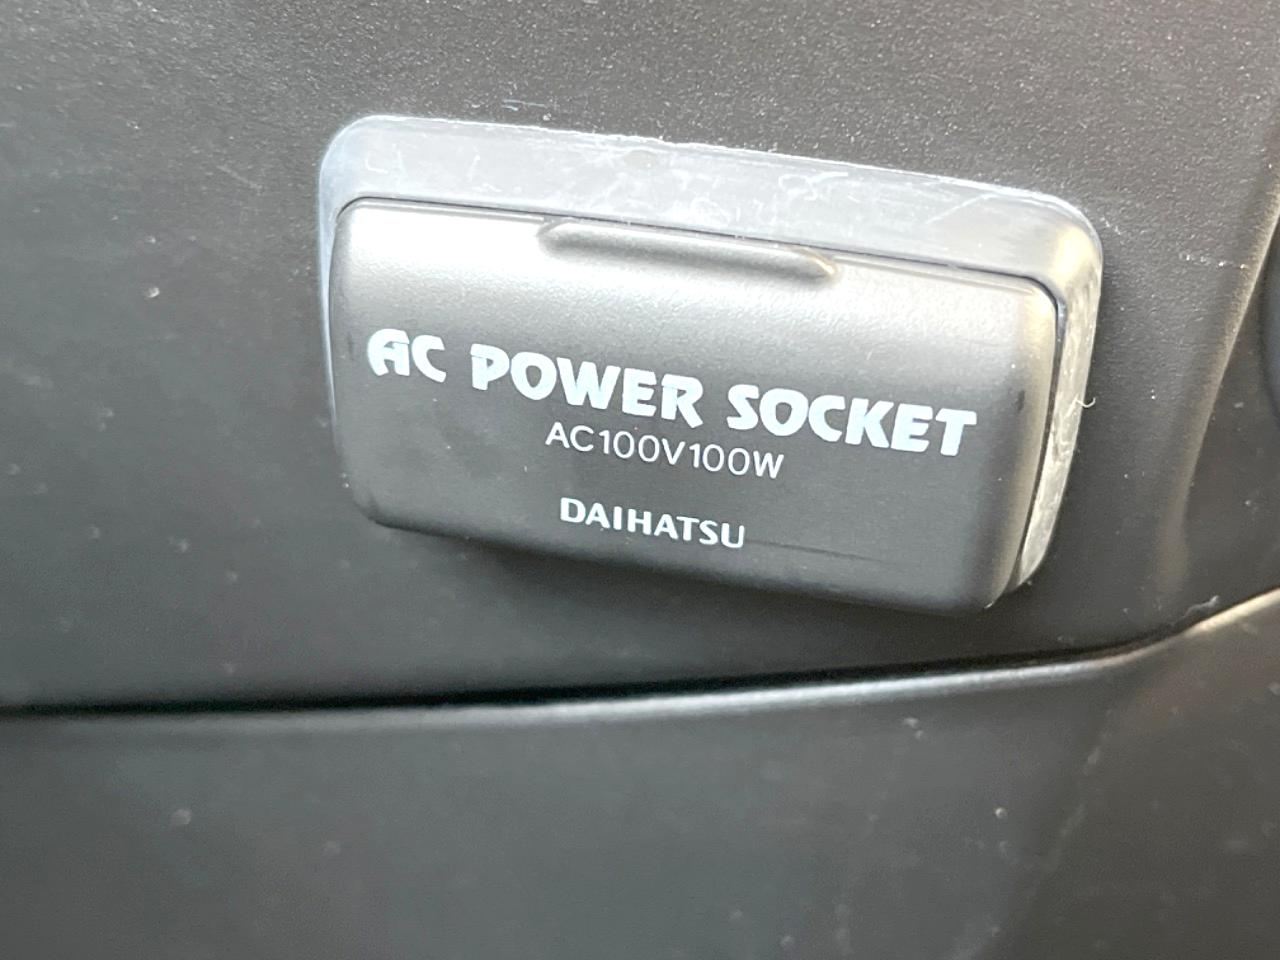 AC POWER SOCKET
AC100V100W
DAIHATSU